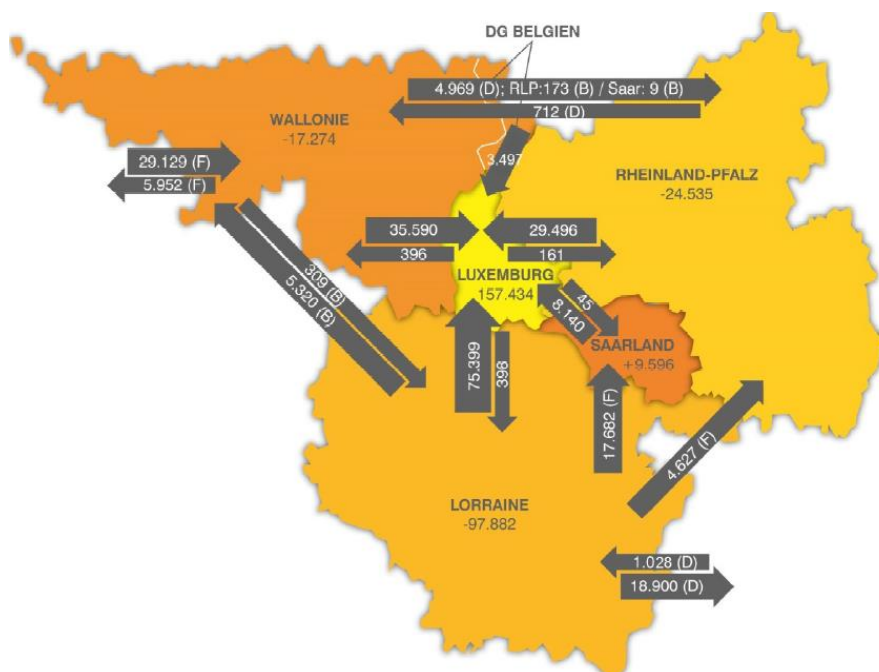 DG BELGIEN
4.969 (D); RLP:173 (B) / Saar: 9 (B)
712 (D)
WALLONIE
-17.274
3.497
29.129 (F)
5.952 (F)
RHEINLAND-PFALZ
-24.535
35.590
29.496
396
161
LUXEMBURG
157.434
309 (B)
5.320 (B)
45
8.140
SAARLAND
+9.596
75.399
398
17.682 (F)
4.627 (F)
LORRAINE
-97.882
1.028 (D)
18.900 (D)